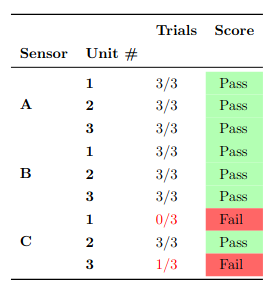 Trials Score
Sensor Unit #
1 3/3 Pass
A 2 3/3 Pass
3 3/3 Pass
1 3/3 Pass
B 2 3/3 Pass
3 3/3 Pass
1 0/3 Fail
C 2 3/3 Pass
3 1/3 Fail